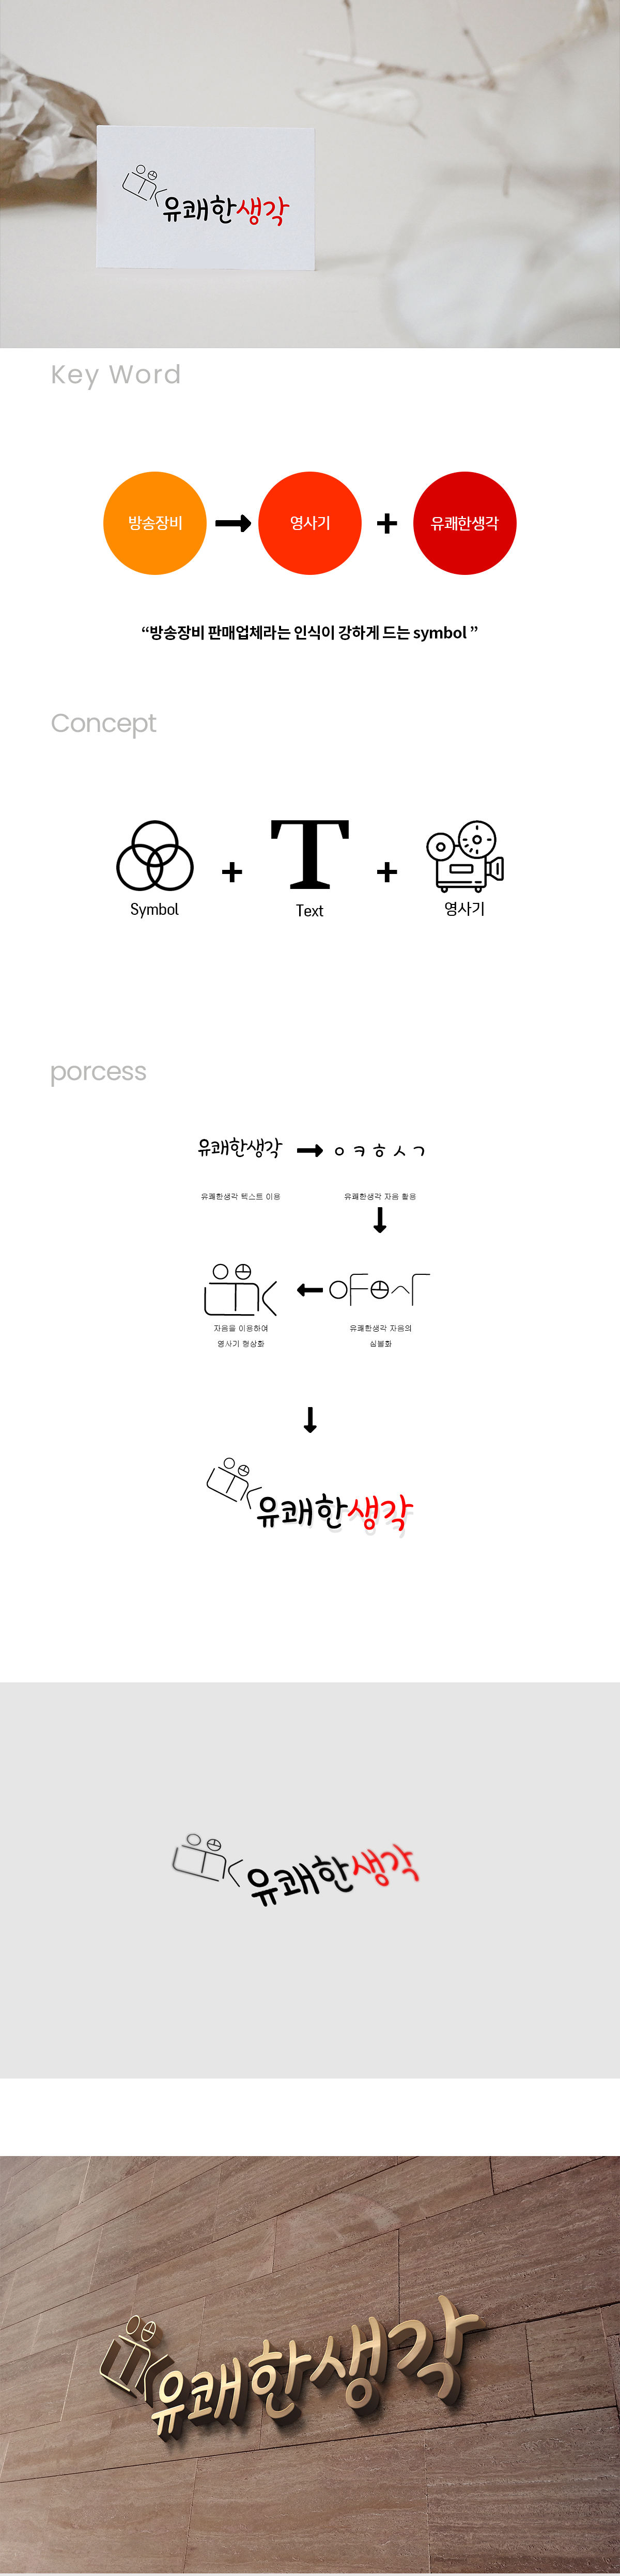 유쾌한생각
Key Word
방송장비
영사기
유쾌한생각
“방송장비 판매업체라는 인식이 강하게 드는 symbol ”
Concept
Symbol
Text
영사기
porcess
유쾌한생각
ㅇ ㅋ ㅎ ㅅ ㄱ
유쾌한생각 텍스트 이용
유쾌한생각 자음 활용
자음을 이용하여
영사기 형상화
유쾌한생각 자음의
심볼화
유쾌한생각
유쾌한생각
유쾌한생각